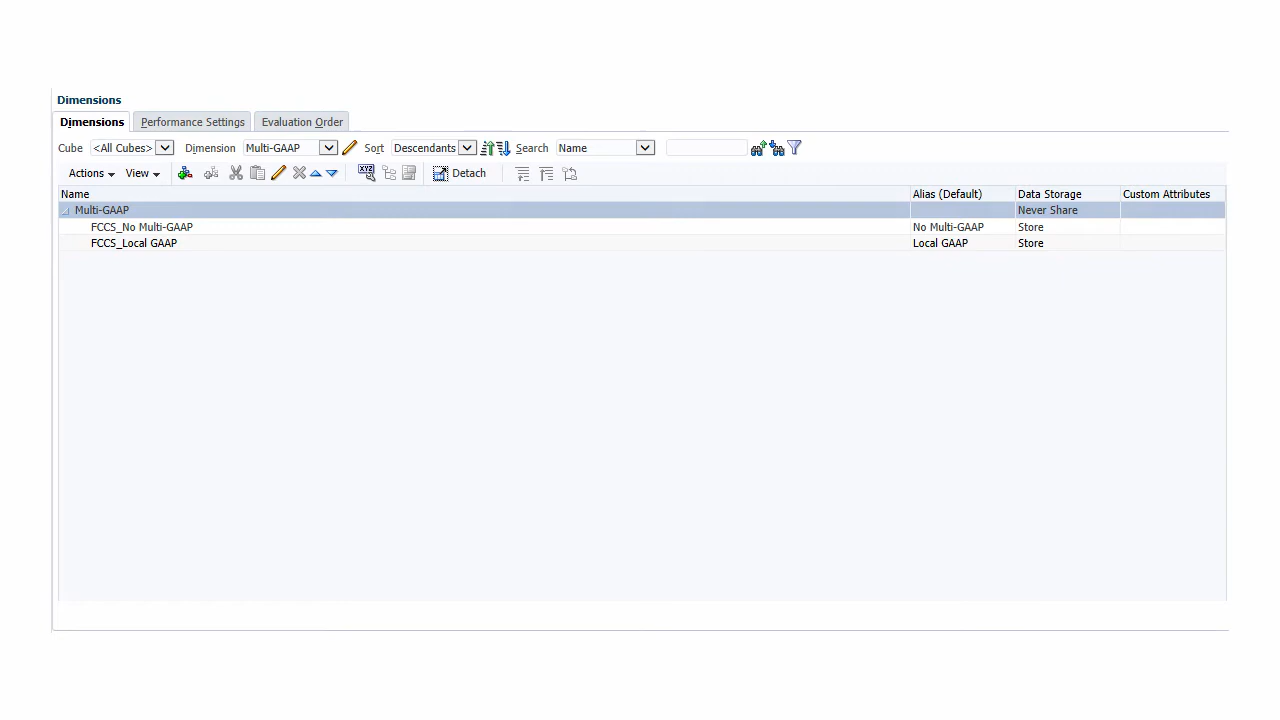 Dimensions
Dimensions Performance Settings Evaluation Order
Cube <All Cubes> Dimension Multi-GAAP Sort Descendants Search Name
Actions View XYZ Detach
Name Alias (Default) Data Storage Custom Attributes
Multi-GAAP Never Share
FCCS_No Multi-GAAP No Multi-GAAP Store
FCCS_Local GAAP Local GAAP Store